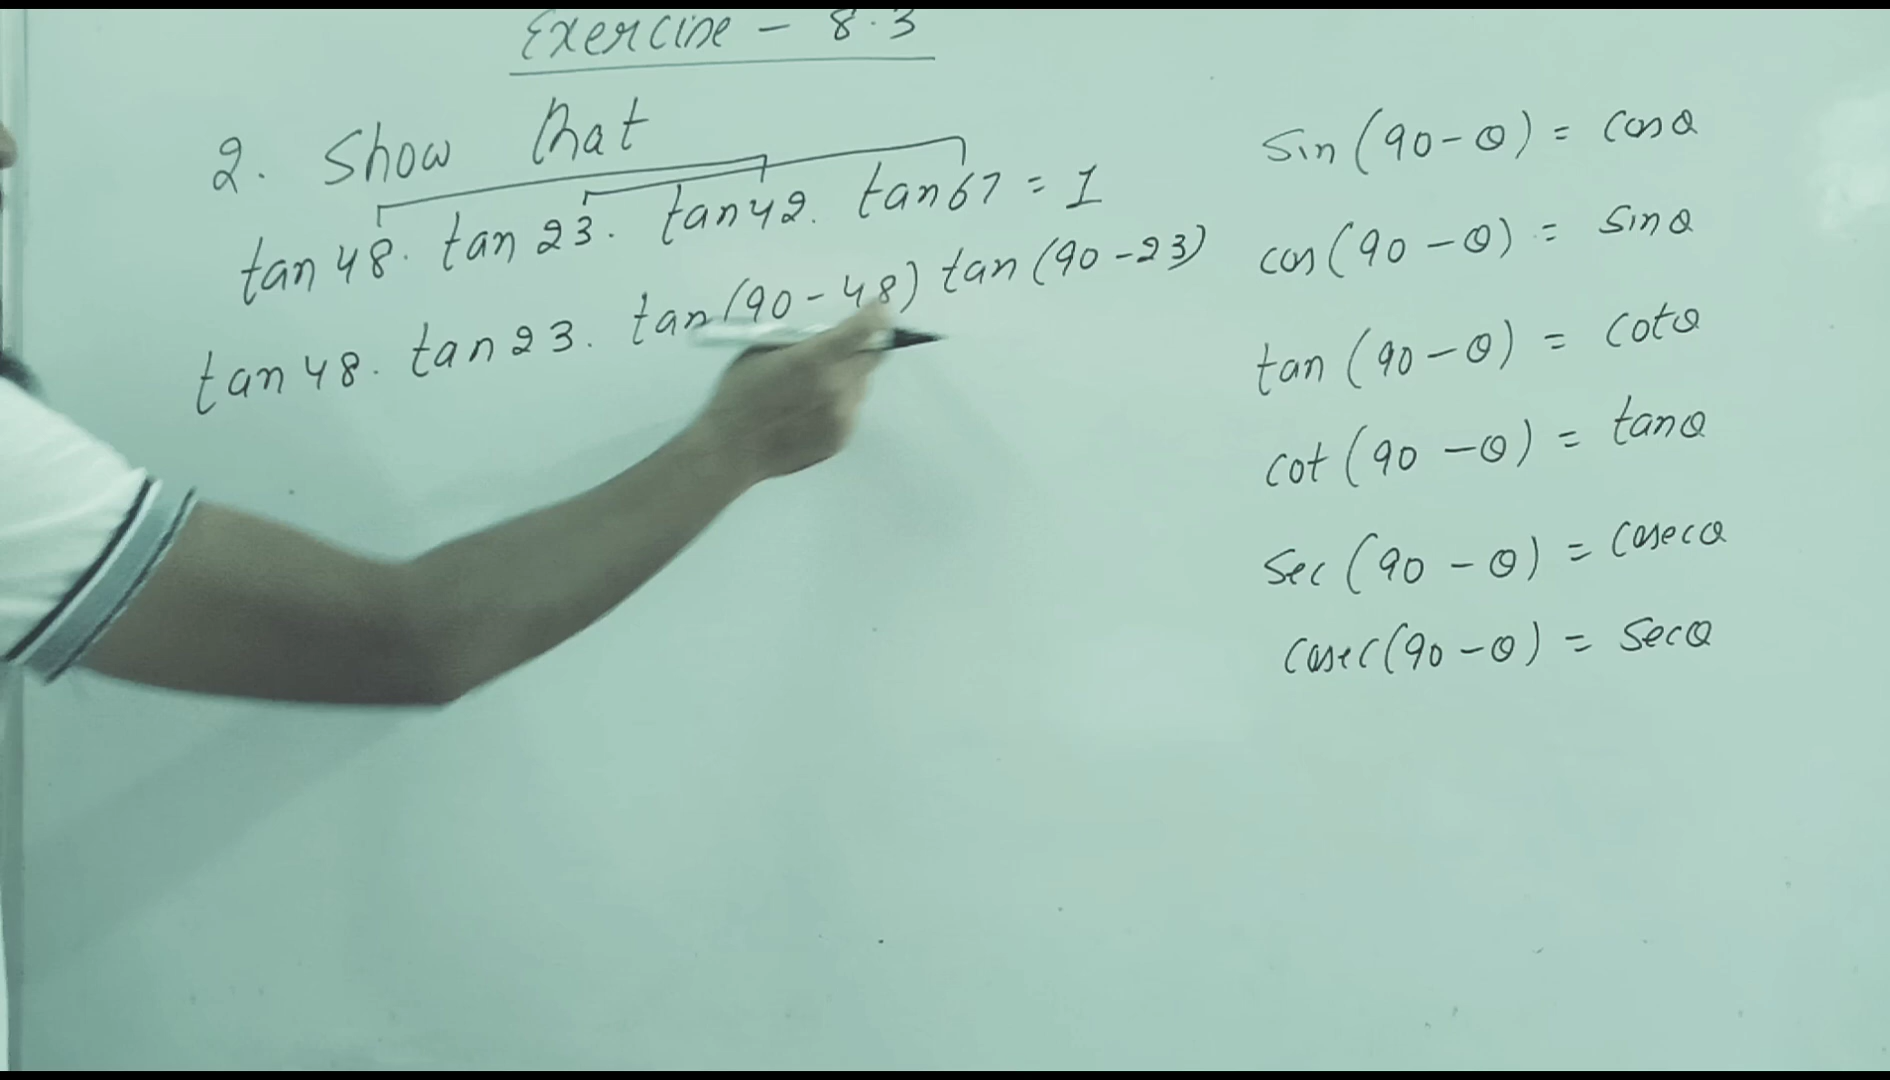 Exercise - 8.3
2. Show that
tan 48. tan 23. tan 42. tan 67 = 1
tan 48. tan 23. tan (90 - 48) tan (90 - 23)
sin (90 - θ) = cos θ
cos (90 - θ) = sin θ
tan (90 - θ) = cot θ
cot (90 - θ) = tan θ
sec (90 - θ) = cosec θ
cosec (90 - θ) = sec θ